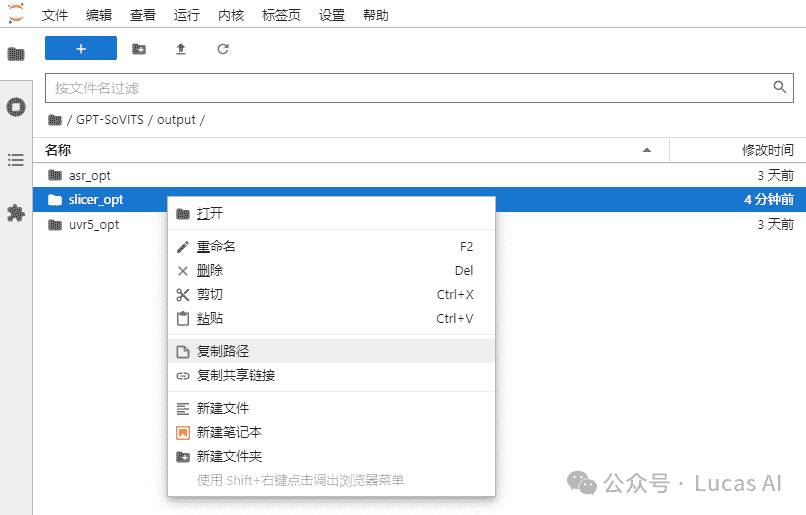 文件 编辑 查看 运行 内核 标签页 设置 帮助
+
按文件名过滤
/ GPT-SoVITS / output /
名称 修改时间
asr_opt 3 天前
slicer_opt 4 分钟前
uvr5_opt 3 天前
打开
重命名 F2
删除 Del
剪切 Ctrl+X
粘贴 Ctrl+V
复制路径
复制共享链接
新建文件
新建笔记本
新建文件夹
使用 Shift+右键点击调出浏览器菜单
公众号 · Lucas AI